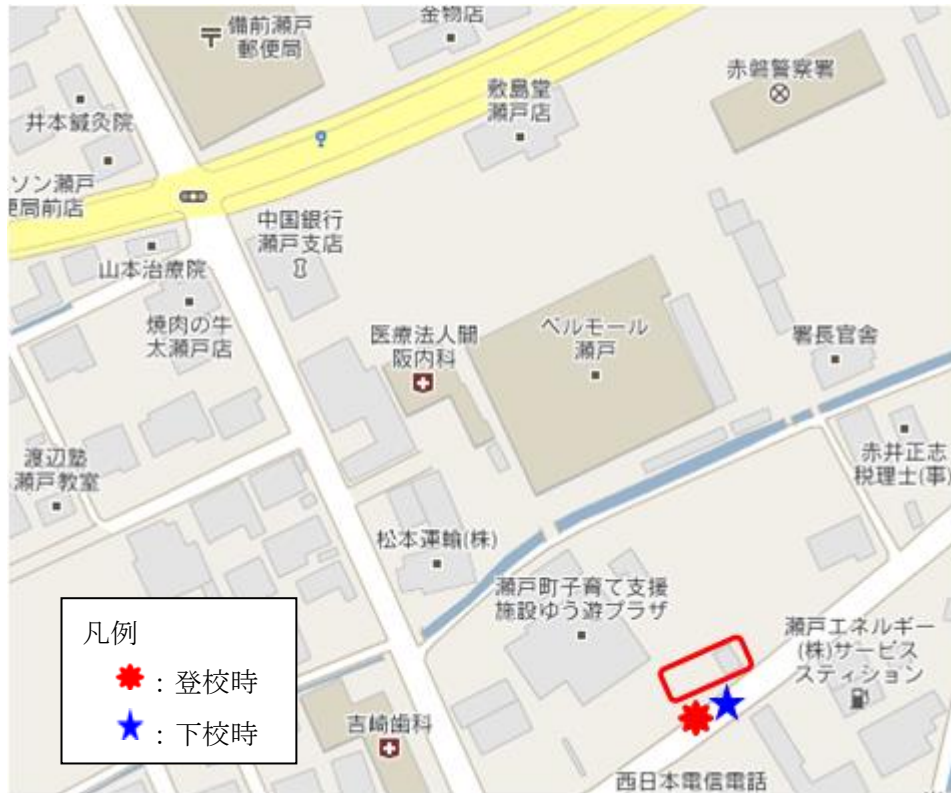 金物店
備前瀬戸
郵便局
赤磐警察署
敷島堂
瀬戸店
井本鍼灸院
ソン瀬戸
便局前店
中国銀行
瀬戸支店
山本治療院
焼肉の牛
太瀬戸店
医療法人間
阪内科
ベルモール
瀬戸
署長官舎
渡辺塾
瀬戸教室
赤井正志
税理士(事)
松本運輸(株)
瀬戸町子育て支援
施設ゆう遊プラザ
瀬戸エネルギー
(株)サービス
スティション
凡例
:登校時
:下校時
吉崎歯科
西日本電信電話